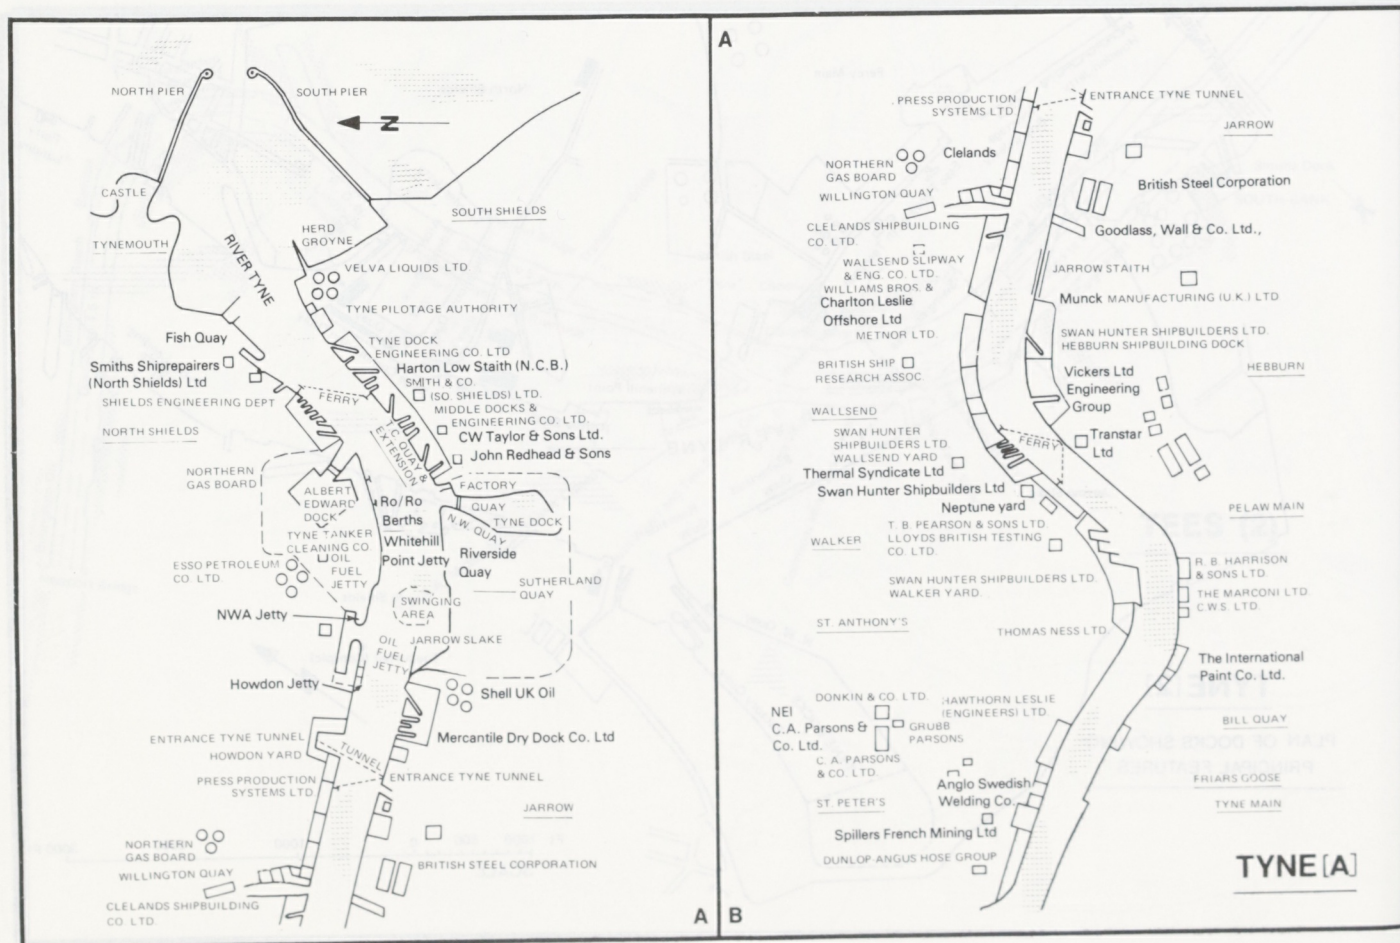 NORTH PIER
SOUTH PIER
N
CASTLE
SOUTH SHIELDS
TYNEMOUTH
HERD
GROYNE
RIVER TYNE
VELVA LIQUIDS LTD.
TYNE PILOTAGE AUTHORITY
Fish Quay
TYNE DOCK
ENGINEERING CO. LTD
Smiths Shiprepairers
(North Shields) Ltd
Harton Low Staith (N.C.B.)
SMITH & CO.
(SO. SHIELDS) LTD.
SHIELDS ENGINEERING DEPT
FERRY
MIDDLE DOCKS &
ENGINEERING CO. LTD.
NORTH SHIELDS
T.C. QUAY &
EXTENSION
CW Taylor & Sons Ltd.
John Redhead & Sons
NORTHERN
GAS BOARD
FACTORY
QUAY
ALBERT
EDWARD
DOCK
Ro/Ro
Berths
N.W. QUAY
TYNE DOCK
TYNE TANKER
CLEANING CO
OIL
FUEL
JETTY
Whitehill
Point Jetty
Riverside
Quay
ESSO PETROLEUM
CO. LTD.
SUTHERLAND
QUAY
SWINGING
AREA
NWA Jetty
OIL
FUEL
JETTY
JARROW SLAKE
Howdon Jetty
Shell UK Oil
ENTRANCE TYNE TUNNEL
HOWDON YARD
TUNNEL
Mercantile Dry Dock Co. Ltd
PRESS PRODUCTION
SYSTEMS LTD.
ENTRANCE TYNE TUNNEL
JARROW
NORTHERN
GAS BOARD
WILLINGTON QUAY
BRITISH STEEL CORPORATION
CLELANDS SHIPBUILDING
CO. LTD.
A
A
PRESS PRODUCTION
SYSTEMS LTD.
ENTRANCE TYNE TUNNEL
JARROW
Clelands
NORTHERN
GAS BOARD
WILLINGTON QUAY
British Steel Corporation
CLELANDS SHIPBUILDING
CO. LTD.
Goodlass, Wall & Co. Ltd.,
WALLSEND SLIPWAY
& ENG. CO. LTD.
WILLIAMS BROS. &
JARROW STAITH
Charlton Leslie
Offshore Ltd
METNOR LTD.
Munck MANUFACTURING (U.K.) LTD
SWAN HUNTER SHIPBUILDERS LTD.
HEBBURN SHIPBUILDING DOCK
BRITISH SHIP
RESEARCH ASSOC.
Vickers Ltd
Engineering
Group
HEBBURN
WALLSEND
SWAN HUNTER
SHIPBUILDERS LTD.
WALLSEND YARD
FERRY
Transtar
Ltd
Thermal Syndicate Ltd
Swan Hunter Shipbuilders Ltd
Neptune yard
PELAW MAIN
T. B. PEARSON & SONS LTD.
LLOYDS BRITISH TESTING
CO. LTD.
WALKER
R. B. HARRISON
& SONS LTD.
SWAN HUNTER SHIPBUILDERS LTD.
WALKER YARD.
THE MARCONI LTD.
C.W.S. LTD.
ST. ANTHONY'S
THOMAS NESS LTD.
The International
Paint Co. Ltd.
DONKIN & CO. LTD.
HAWTHORN LESLIE
(ENGINEERS) LTD.
NEI
C.A. Parsons &
Co. Ltd.
GRUBB
PARSONS
BILL QUAY
C. A. PARSONS
& CO. LTD.
FRIARS GOOSE
Anglo Swedish
Welding Co.
ST. PETER'S
TYNE MAIN
Spillers French Mining Ltd
DUNLOP ANGUS HOSE GROUP
TYNE [A]
B